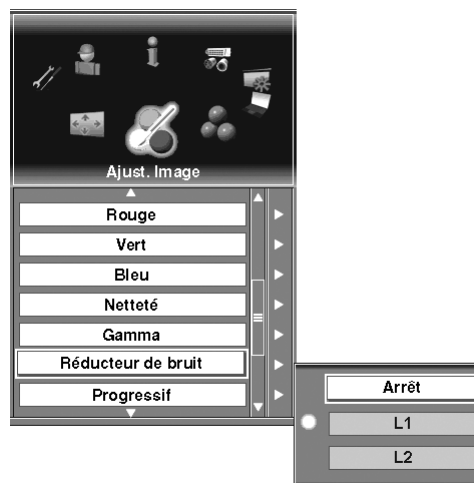 Ajust. Image
Rouge
Vert
Bleu
Netteté
Gamma
Réducteur de bruit
Progressif
Arrêt
L1
L2